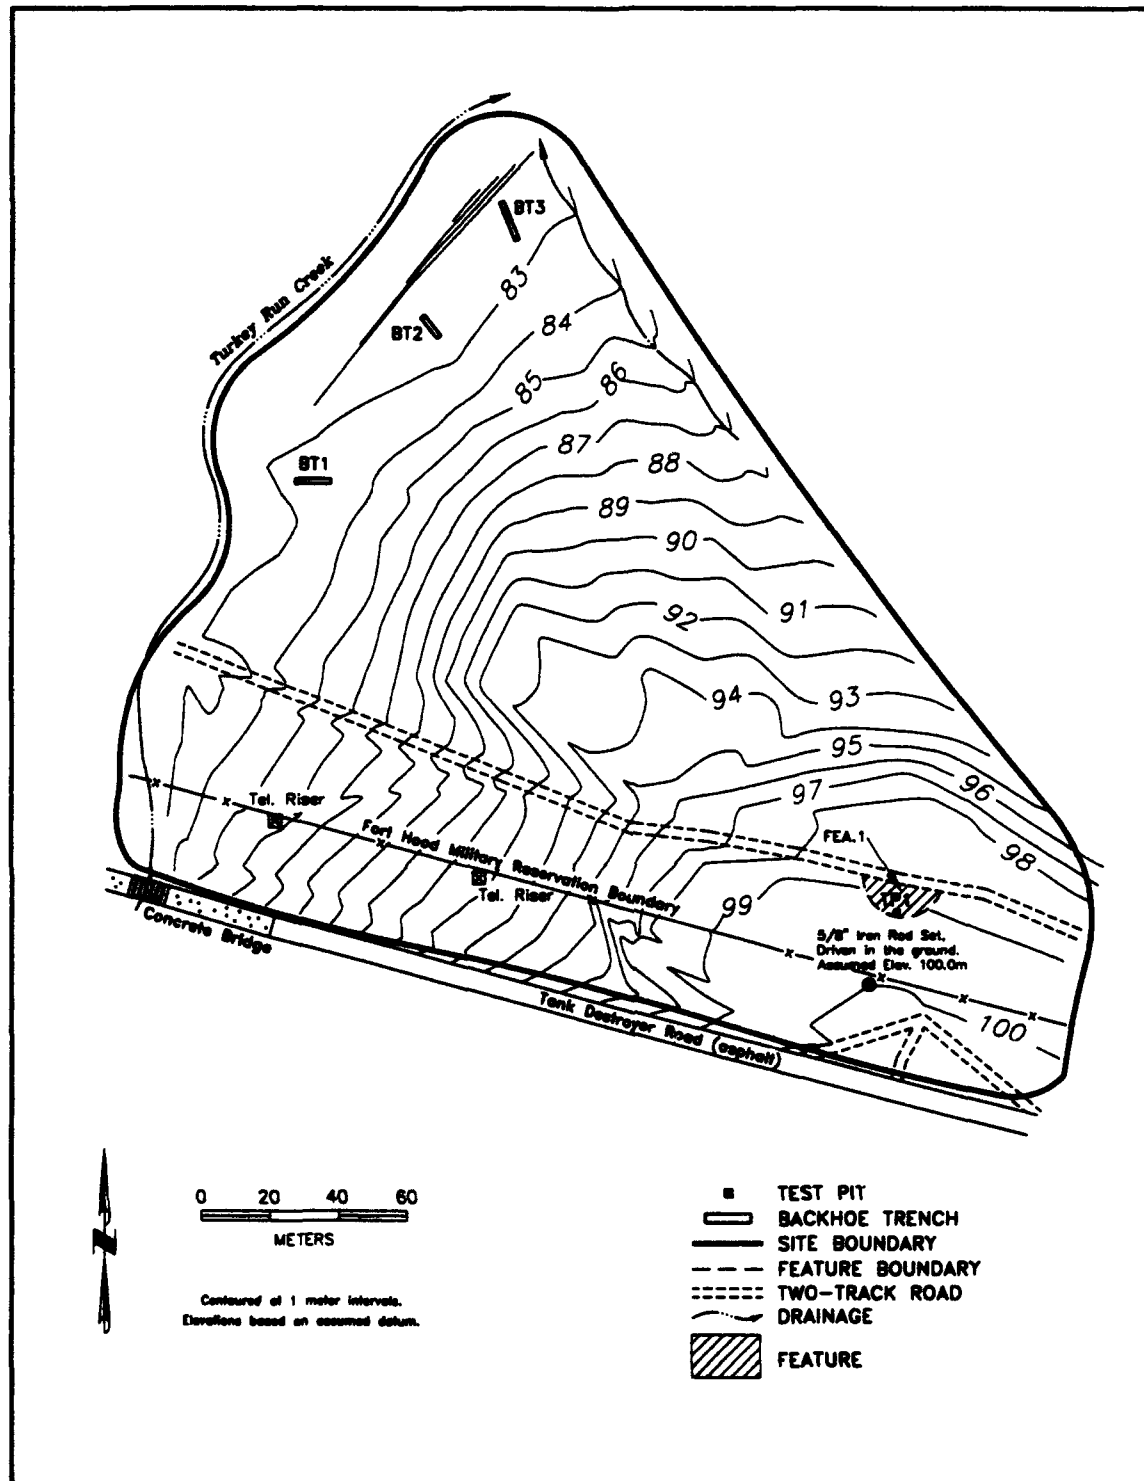 BT3
Turkey Run Creek
83
BT2
84
85
86
87
BT1
88
89
90
91
92
94
93
95
96
97
Tel. Riser
FEA.1
98
Fort Hood Military Reservation Boundary
Tel. Riser
99
5/8" Iron Rod Set.
Driven in the ground.
Assumed Elev. 100.0m
Concrete Bridge
Tank Destroyer Road (asphalt)
100
N
0 20 40 60
METERS
Contoured at 1 meter intervals.
Elevations based on assumed datum.
TEST PIT
BACKHOE TRENCH
SITE BOUNDARY
FEATURE BOUNDARY
TWO-TRACK ROAD
DRAINAGE
FEATURE